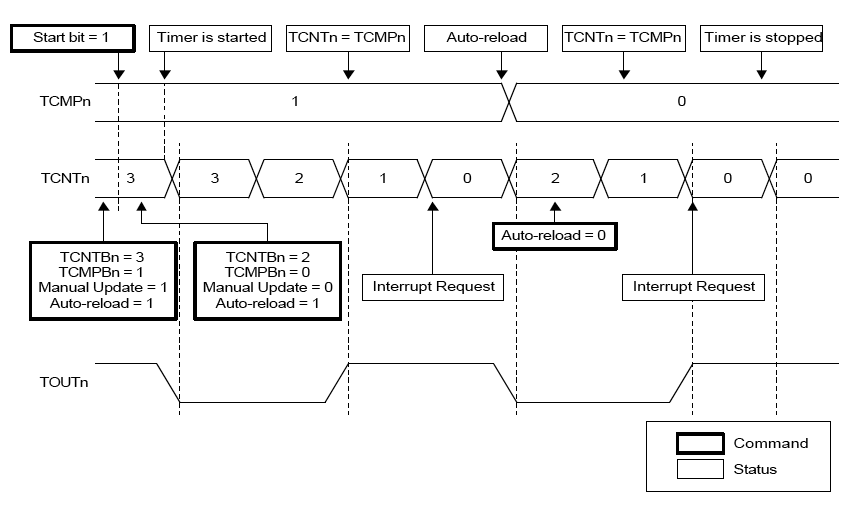 Start bit = 1
Timer is started
TCNTn = TCMPn
Auto-reload
TCNTn = TCMPn
Timer is stopped
TCMPn
1
0
TCNTn
3
3
2
1
0
2
1
0
0
TCNTBn = 3
TCMPBn = 1
Manual Update = 1
Auto-reload = 1
TCNTBn = 2
TCMPBn = 0
Manual Update = 0
Auto-reload = 1
Interrupt Request
Auto-reload = 0
Interrupt Request
TOUTn
Command
Status